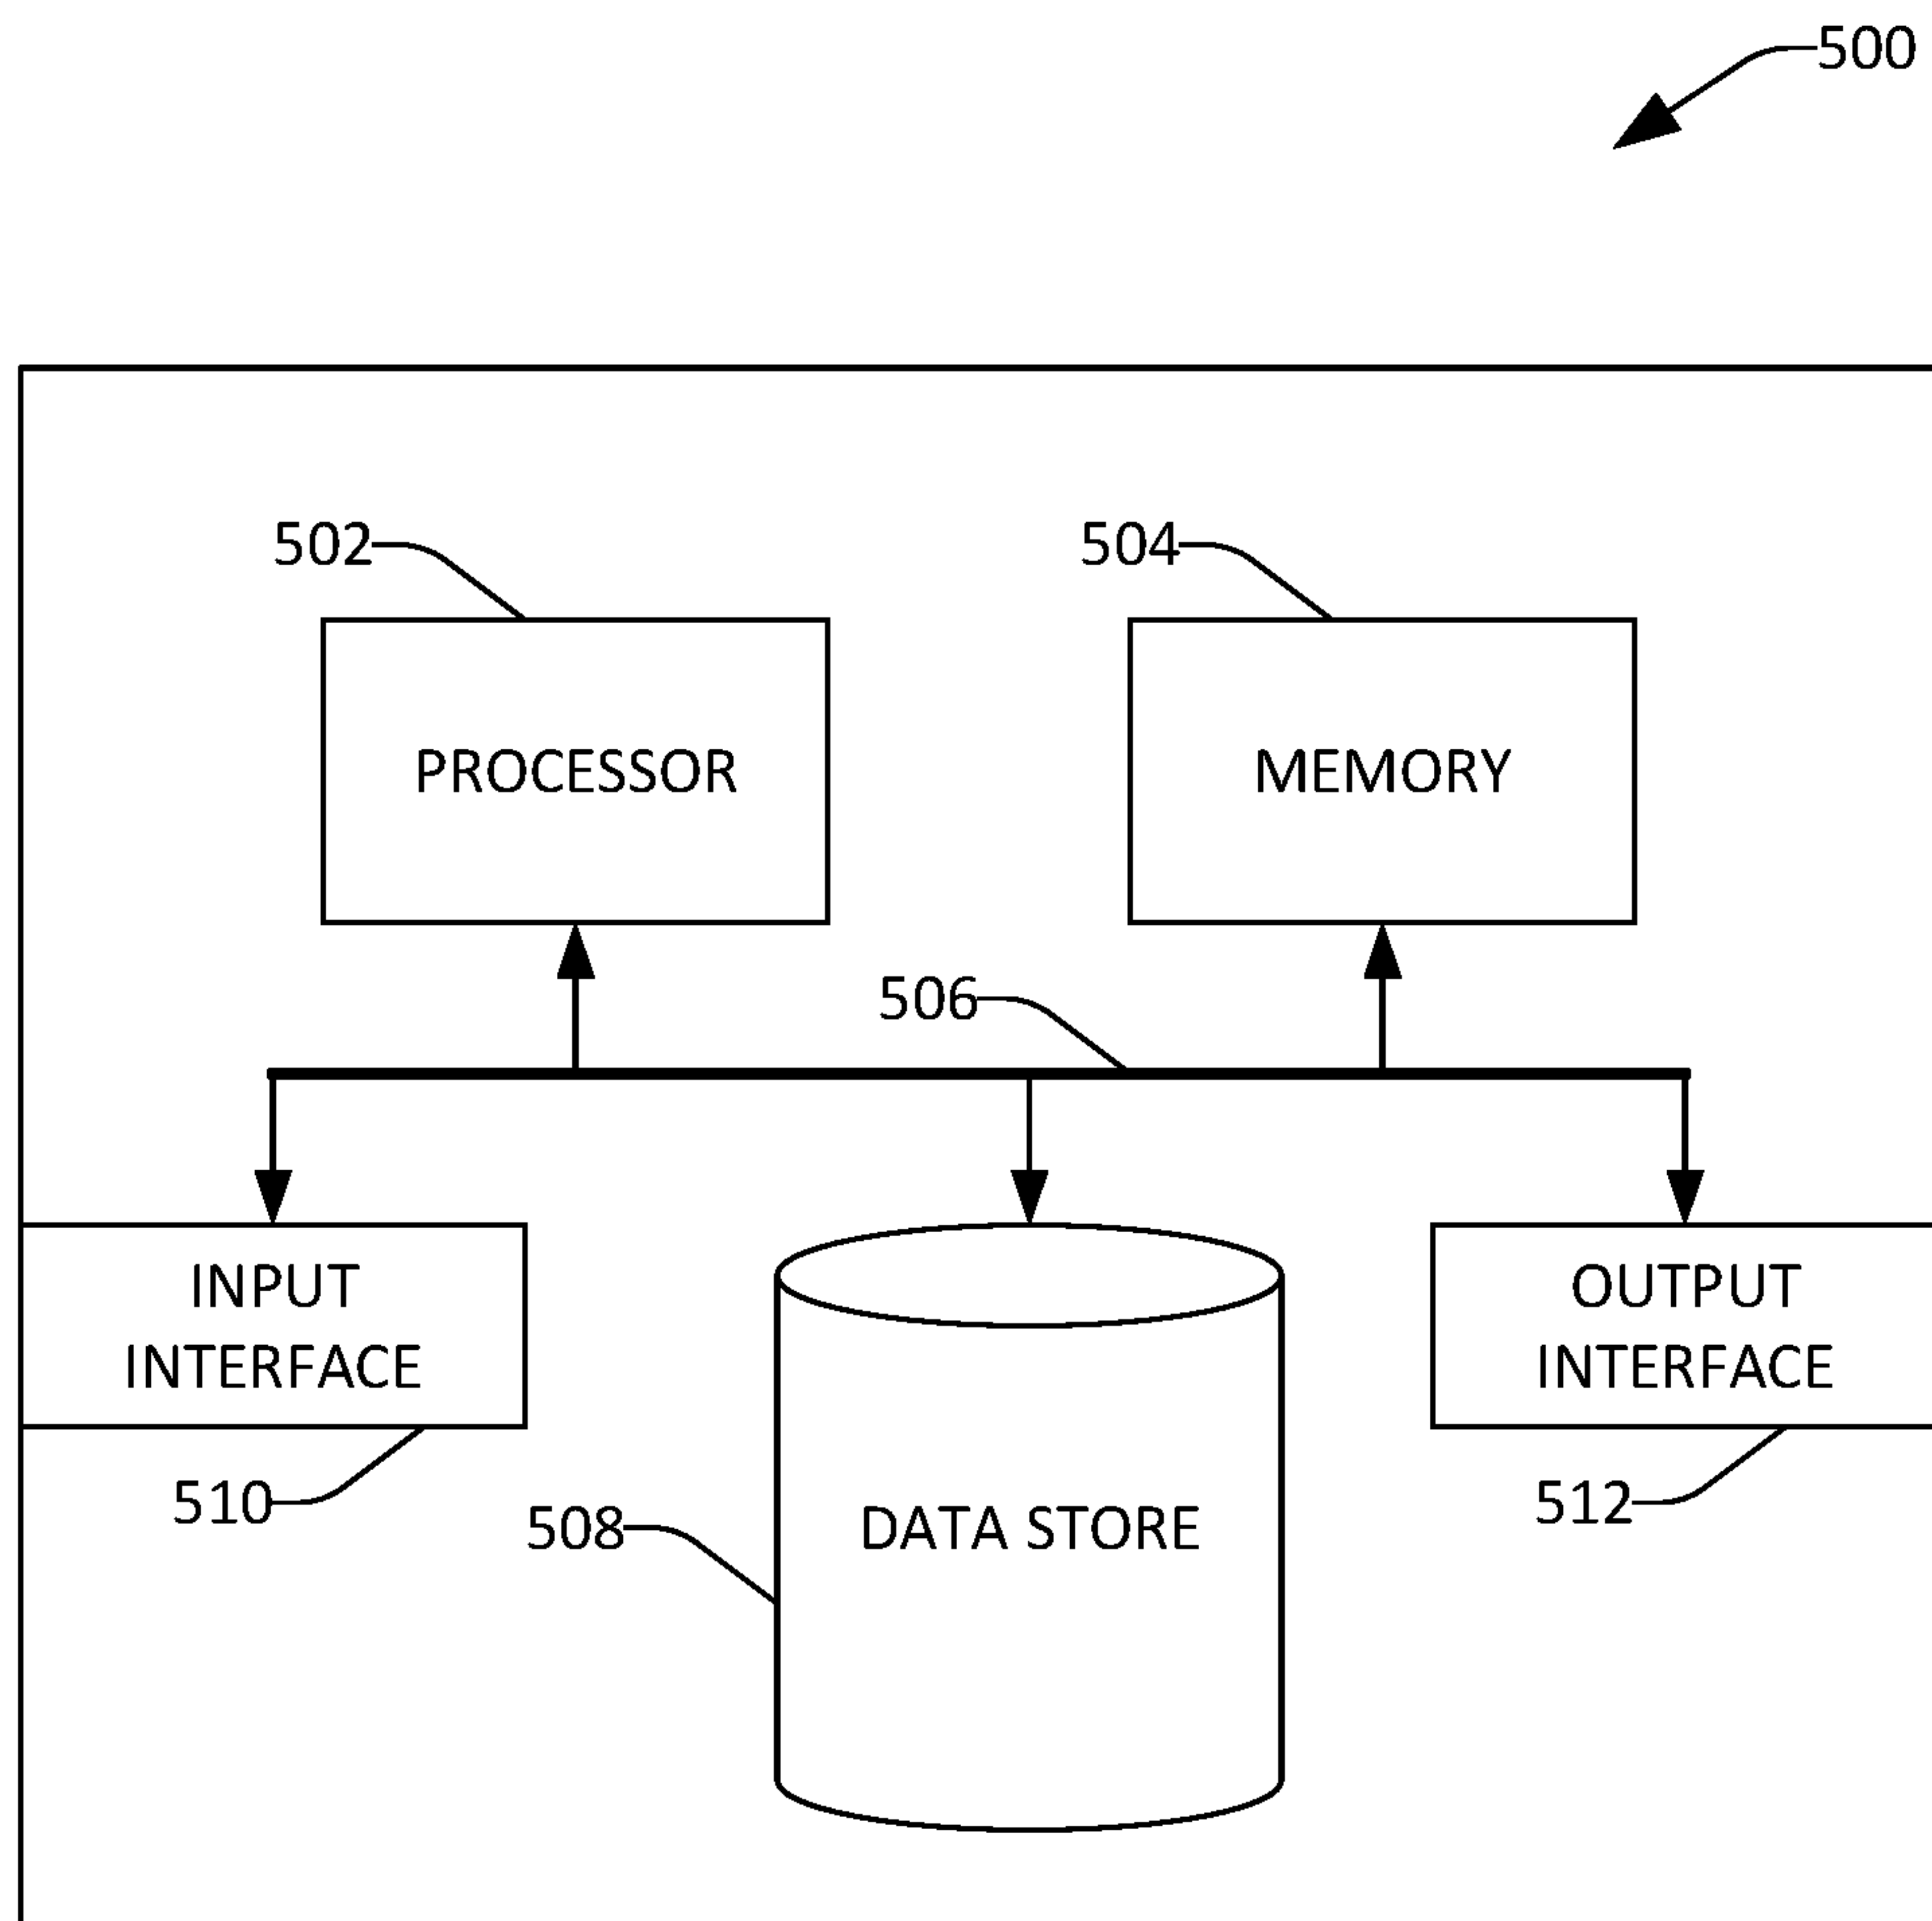 500
502
504
PROCESSOR
MEMORY
506
INPUT
INTERFACE
OUTPUT
INTERFACE
510
508
DATA STORE
512